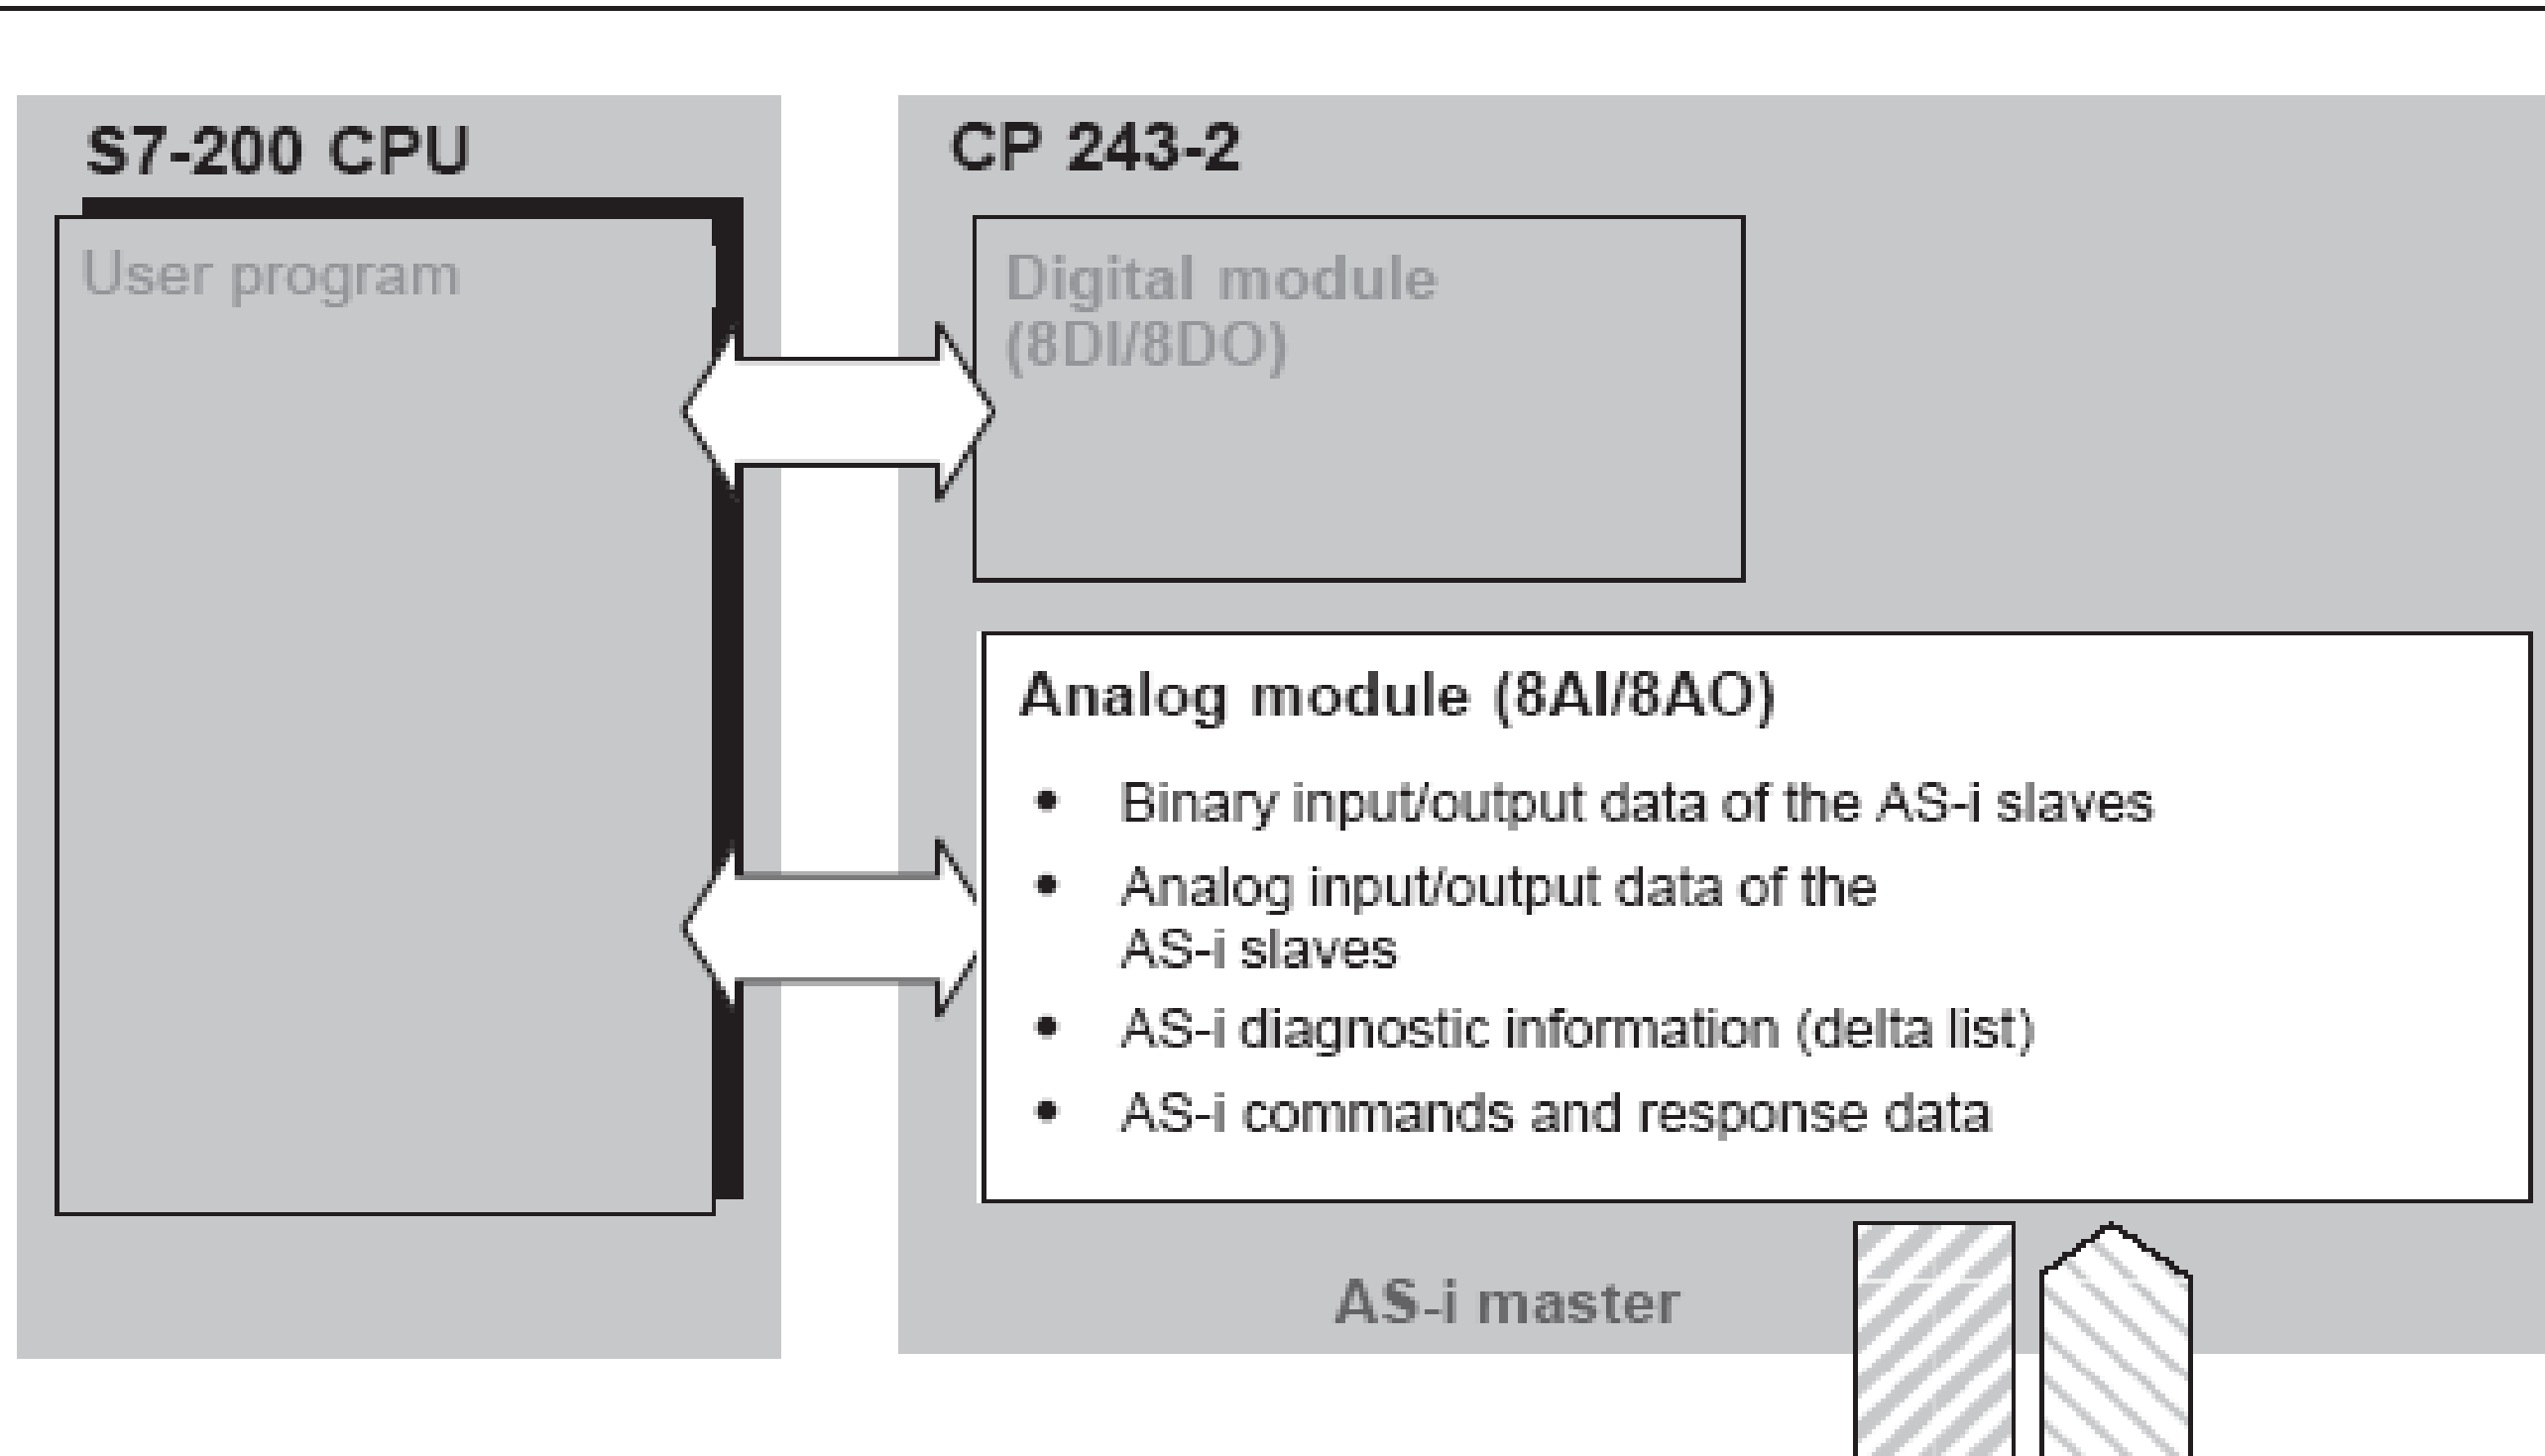 S7-200 CPU
User program
CP 243-2
Digital module
(8DI/8DO)
Analog module (8AI/8AO)
• Binary input/output data of the AS-i slaves
• Analog input/output data of the
AS-i slaves
• AS-i diagnostic information (delta list)
• AS-i commands and response data
AS-i master